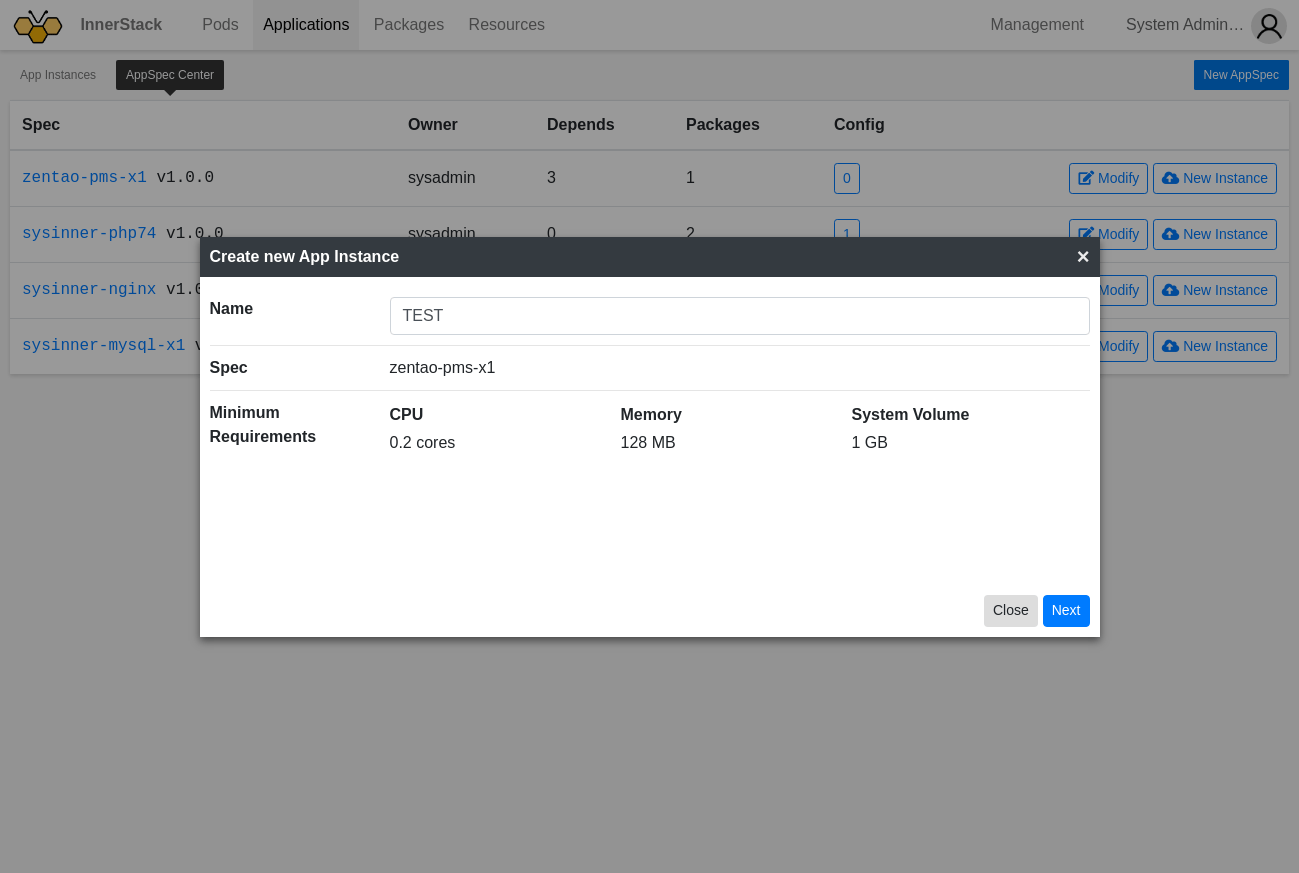 InnerStack Pods Applications Packages Resources Management System Admin…
App Instances AppSpec Center New AppSpec
Spec Owner Depends Packages Config
zentao-pms-x1 v1.0.0 sysadmin 3 1 0 Modify New Instance
sysinner-php74 v1.0.0 sysadmin 0 2 1 Modify New Instance
Create new App Instance ×
sysinner-nginx Modify New Instance
Name TEST
sysinner-mysql-x1 Modify New Instance
Spec zentao-pms-x1
Minimum Requirements
CPU Memory System Volume
0.2 cores 128 MB 1 GB
Close Next